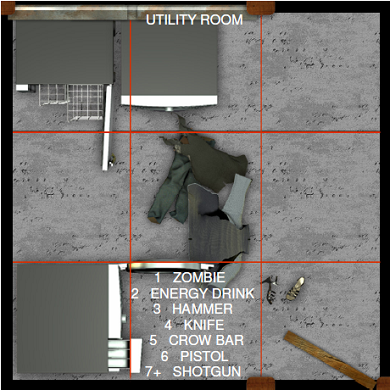 UTILITY ROOM
1 ZOMBIE
2 ENERGY DRINK
3 HAMMER
4 KNIFE
5 CROW BAR
6 PISTOL
7+ SHOTGUN